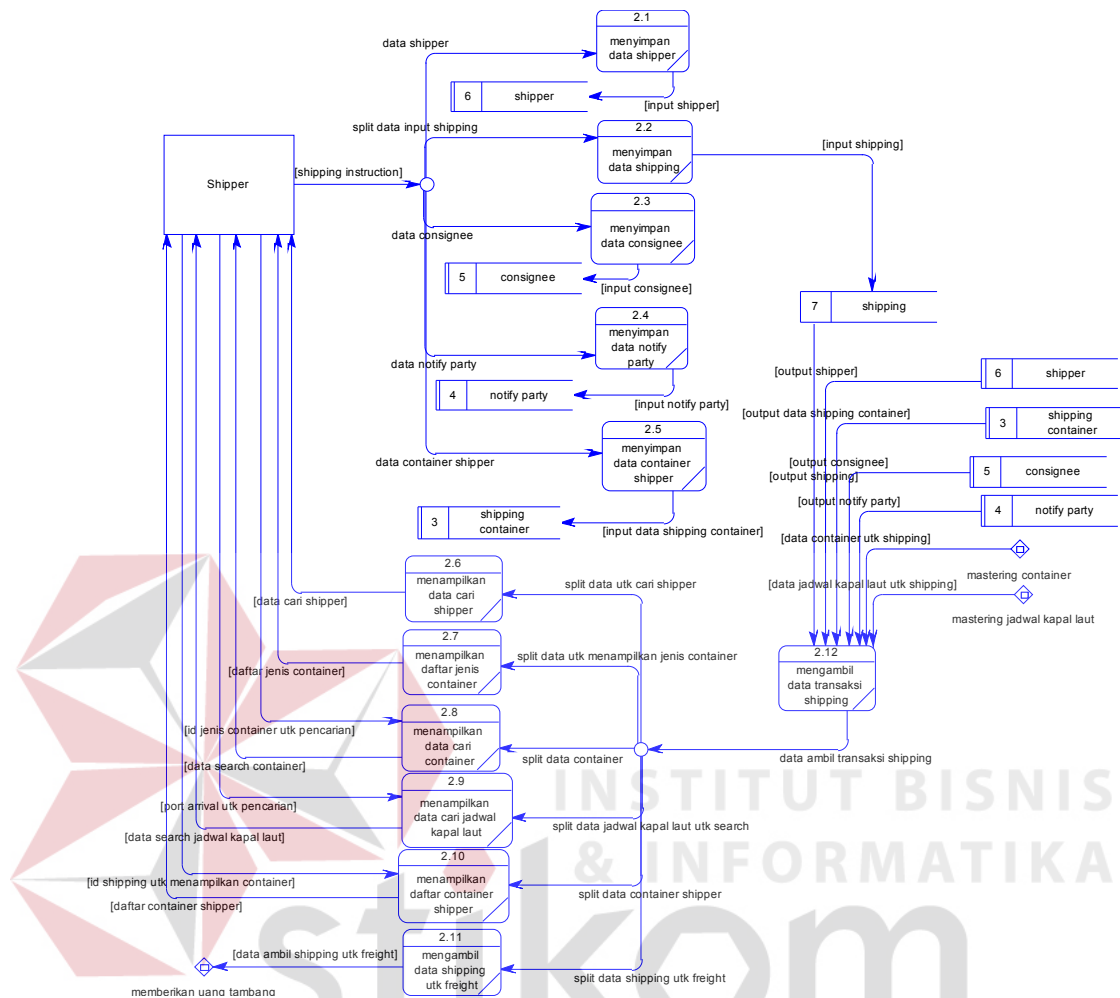 2.1
menyimpan
data shipper
data shipper
6 shipper
[input shipper]
split data input shipping
2.2
menyimpan
data shipping
[input shipping]
Shipper
[shipping instruction]
2.3
menyimpan
data consignee
data consignee
5 consignee
[input consignee]
7 shipping
2.4
menyimpan
data notify
party
data notify party
4 notify party
[input notify party]
[output shipper]
6 shipper
[output data shipping container]
3 shipping
container
2.5
menyimpan
data container
shipper
data container shipper
[output consignee]
[output shipping]
5 consignee
[output notify party]
4 notify party
3 shipping
container
[input data shipping container]
[data container utk shipping]
mastering container
[data jadwal kapal laut utk shipping]
mastering jadwal kapal laut
2.6
menampilkan
data cari
shipper
split data utk cari shipper
[data cari shipper]
2.7
menampilkan
daftar jenis
container
split data utk menampilkan jenis container
[daftar jenis container]
2.12
mengambil
data transaksi
shipping
2.8
menampilkan
data cari
container
[id jenis container utk pencarian]
[data search container]
split data container
data ambil transaksi shipping
2.9
menampilkan
data cari jadwal
kapal laut
[port arrival utk pencarian]
[data search jadwal kapal laut]
split data jadwal kapal laut utk search
INSTITUT BISNIS
& INFORMATIKA
2.10
menampilkan
daftar container
shipper
[id shipping utk menampilkan container]
[daftar container shipper]
split data container shipper
stikom
2.11
mengambil
data shipping
utk freight
[data ambil shipping utk freight]
split data shipping utk freight
memberikan uang tambang